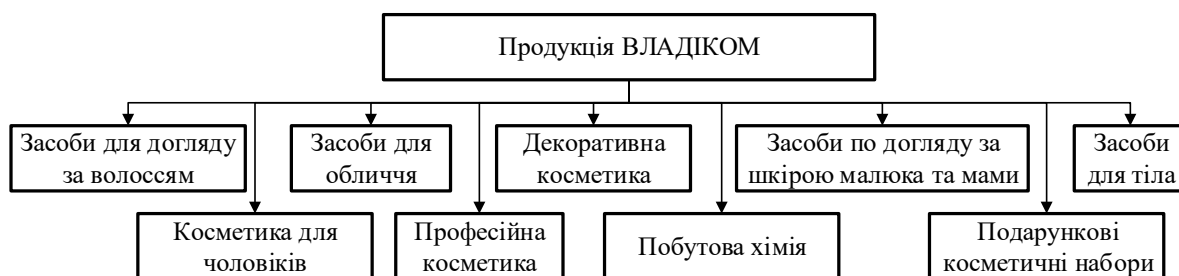 Продукція ВЛАДІКОМ
Засоби для догляду
за волоссям
Засоби для
обличчя
Декоративна
косметика
Засоби по догляду за
шкірою малюка та мами
Засоби
для тіла
Косметика для
чоловіків
Професійна
косметика
Побутова хімія
Подарункові
косметичні набори